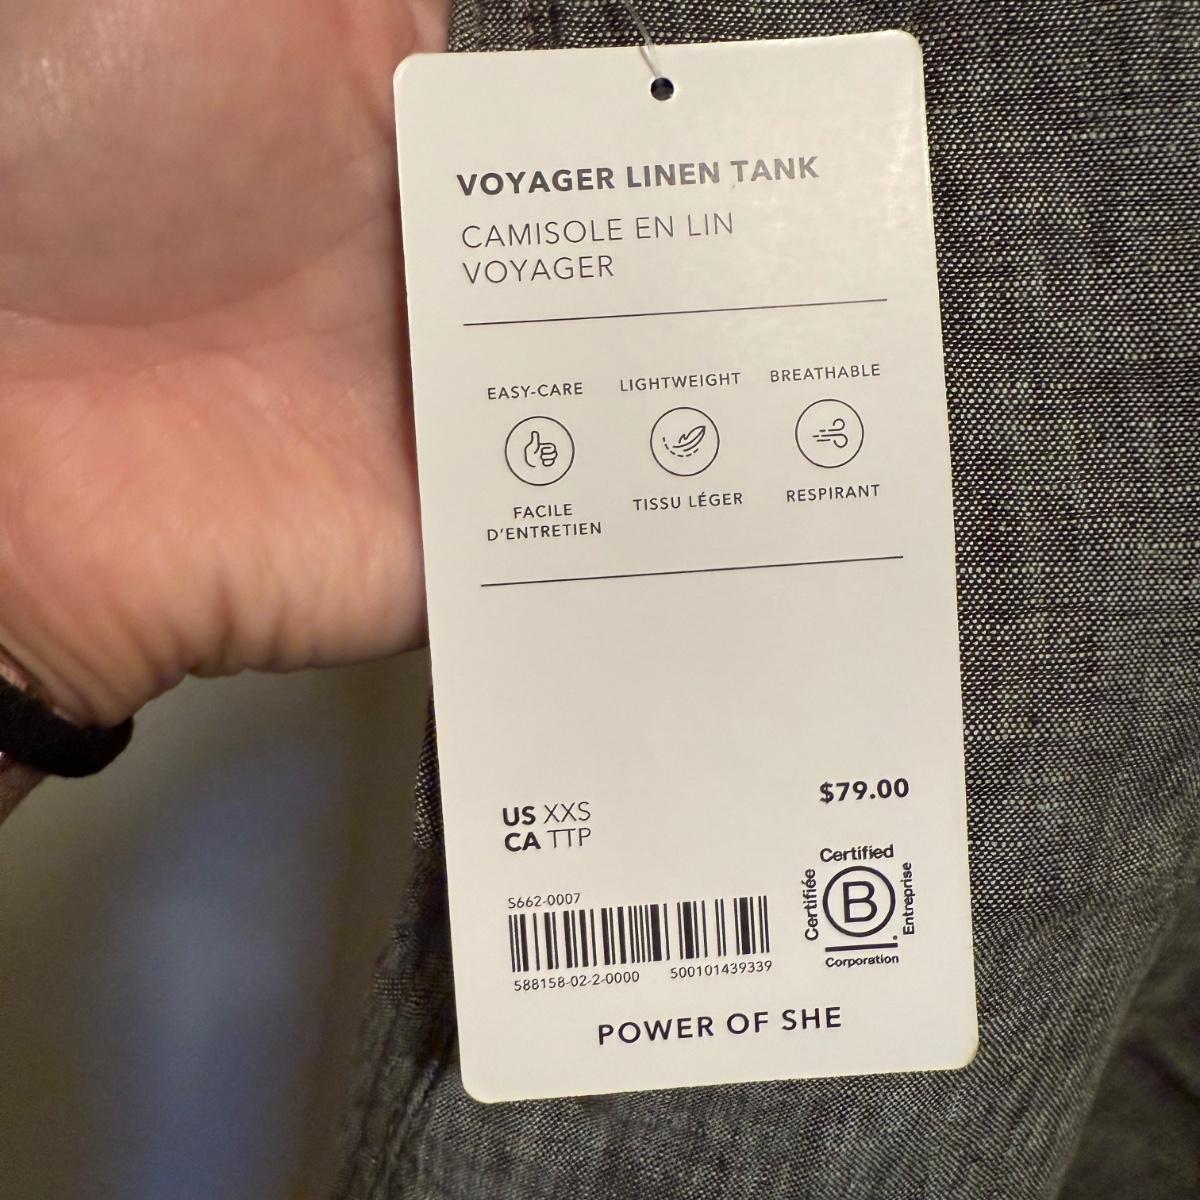 VOYAGER LINEN TANK
CAMISOLE EN LIN
VOYAGER
EASY-CARE
LIGHTWEIGHT
BREATHABLE
FACILE
D'ENTRETIEN
TISSU LÉGER
RESPIRANT
$79.00
US XXS
CA TTP
S662-0007
588158-02-2-0000 500101439339
Certified
Certifiée
B
Entreprise
Corporation
POWER OF SHE